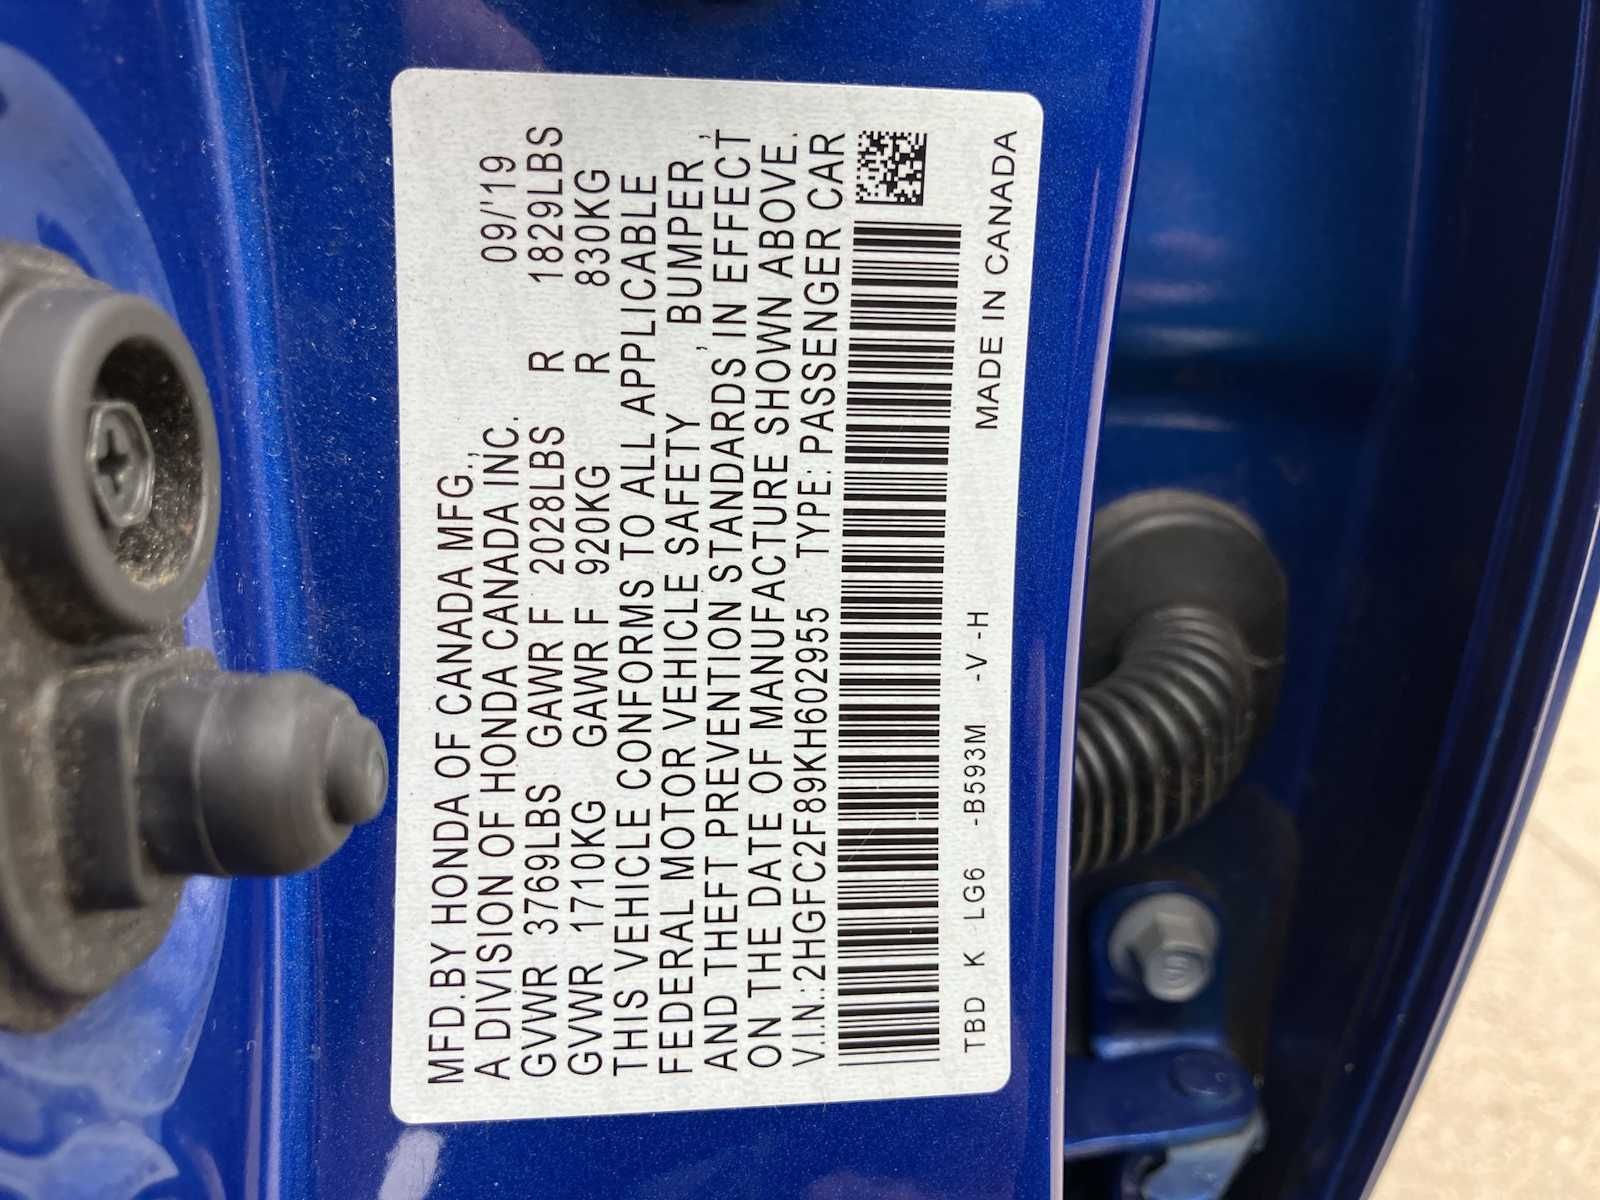 MFD.BY HONDA OF CANADA MFG.,
A DIVISION OF HONDA CANADA INC. 09/'19
GVWR 3769LBS GAWR F 2028LBS R 1829LBS
GVWR 1710KG GAWR F 920KG R 830KG
THIS VEHICLE CONFORMS TO ALL APPLICABLE
FEDERAL MOTOR VEHICLE SAFETY , BUMPER ,
AND THEFT PREVENTION STANDARDS IN EFFECT
ON THE DATE OF MANUFACTURE SHOWN ABOVE.
V.I.N.:2HGFC2F89KH602955 TYPE: PASSENGER CAR
TBD K LG6 -B593M -V -H MADE IN CANADA